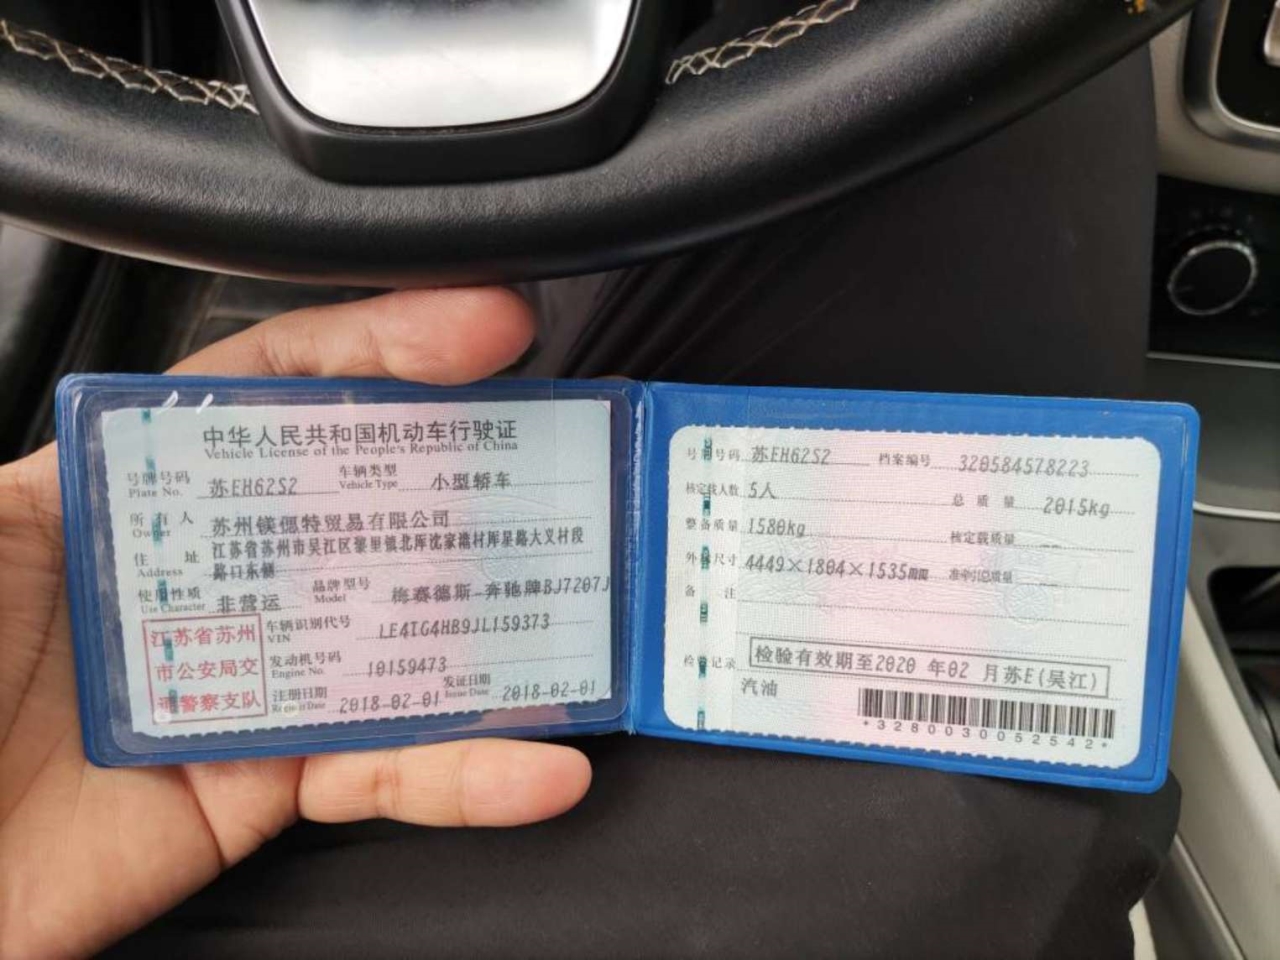 中华人民共和国机动车行驶证
Vehicle License of the People's Republic of China
号牌号码 Plate No. 苏EH62S2 车辆类型 Vehicle Type 小型轿车
所有人 Owner 苏州镁偲特贸易有限公司
住址 Address 江苏省苏州市吴江区黎里镇北厍沈家港村厍星路大义村段
路口东侧
使用性质 Use Character 非营运 品牌型号 Model 梅赛德斯-奔驰牌BJ7207J
江苏省苏州
市公安局交
通警察支队
车辆识别代号 VIN LE4TG4HB9JL159373
发动机号码 Engine No. 10159473
注册日期 Register Date 2018-02-01 发证日期 Issue Date 2018-02-01
号牌号码 苏EH62S2 档案编号 320584578223
核定载人数 5人 总质量 2015kg
整备质量 1580kg 核定载质量 --
外廓尺寸 4449×1804×1535mm 准牵引总质量 --
备注
检验记录 检验有效期至2020年02月苏E(吴江)
汽油
*3280030052542*